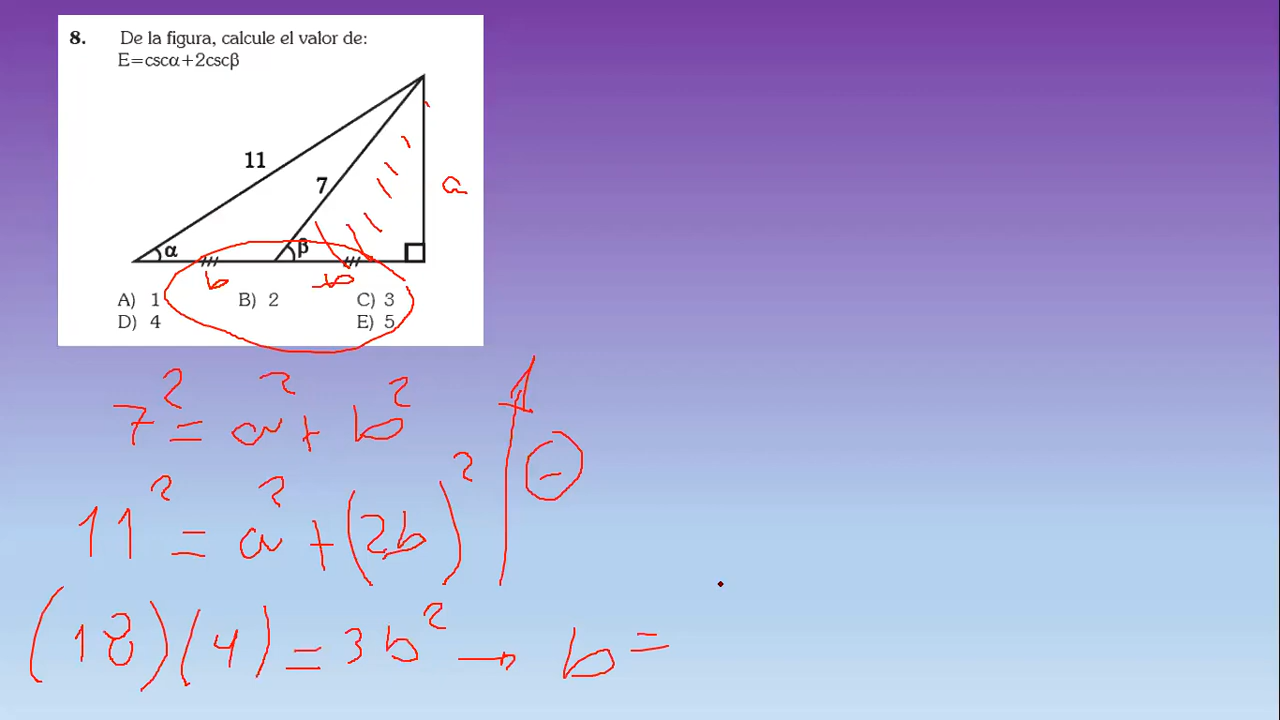 8. De la figura, calcule el valor de:
E=cscα+2cscβ
11
7
a
α
β
b
b
A) 1 B) 2 C) 3
D) 4 E) 5
7² = a² + b²
11² = a² + (2b)²
(-)
(18)(4) = 3b² → b =